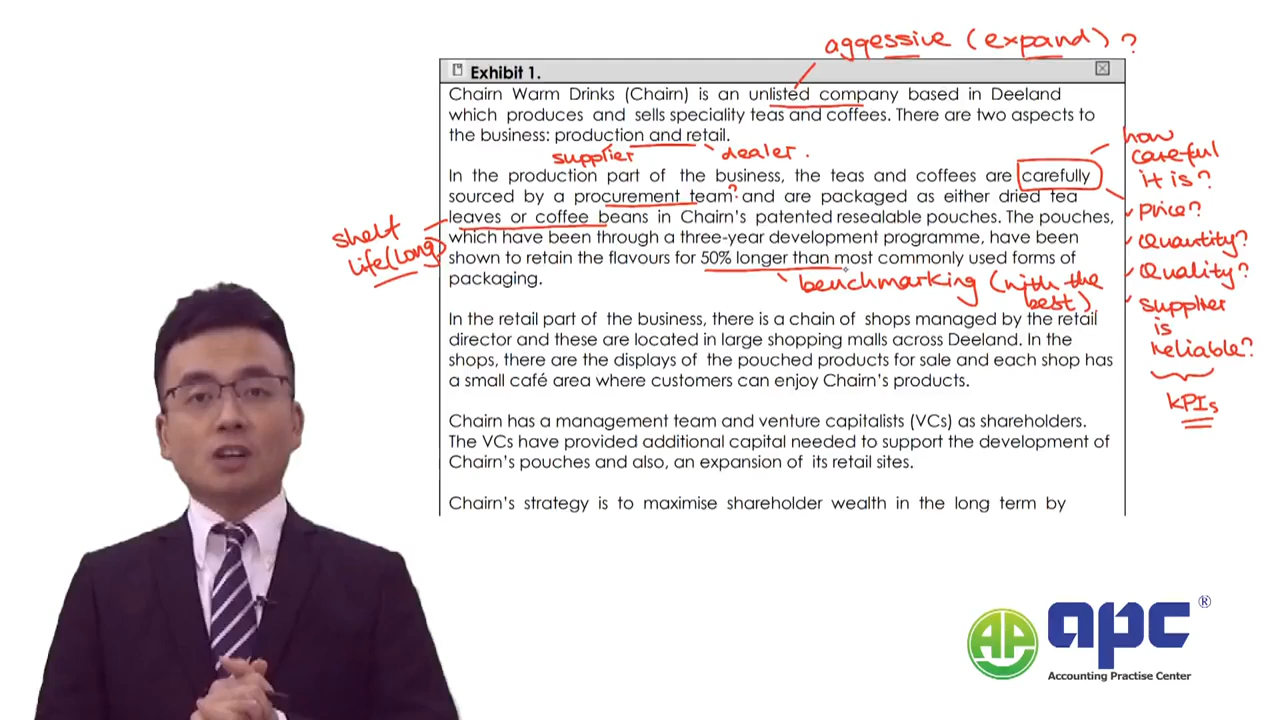 aggessive (expand) ?
Exhibit 1.
Chairn Warm Drinks (Chairn) is an unlisted company based in Deeland
which produces and sells speciality teas and coffees. There are two aspects to
the business: production and retail.
supplier dealer.
In the production part of the business, the teas and coffees are carefully
sourced by a procurement team? and are packaged as either dried tea
leaves or coffee beans in Chairn's patented resealable pouches. The pouches,
which have been through a three-year development programme, have been
shown to retain the flavours for 50% longer than most commonly used forms of
packaging.
benchmarking (with the
best)
shelf
life (long)
how
careful
it is?
price?
Quantity?
Quality?
supplier
is
reliable?
KPIs
In the retail part of the business, there is a chain of shops managed by the retail
director and these are located in large shopping malls across Deeland. In the
shops, there are the displays of the pouched products for sale and each shop has
a small café area where customers can enjoy Chairn's products.
Chairn has a management team and venture capitalists (VCs) as shareholders.
The VCs have provided additional capital needed to support the development of
Chairn's pouches and also, an expansion of its retail sites.
Chairn's strategy is to maximise shareholder wealth in the long term by
AP
apc®
Accounting Practise Center